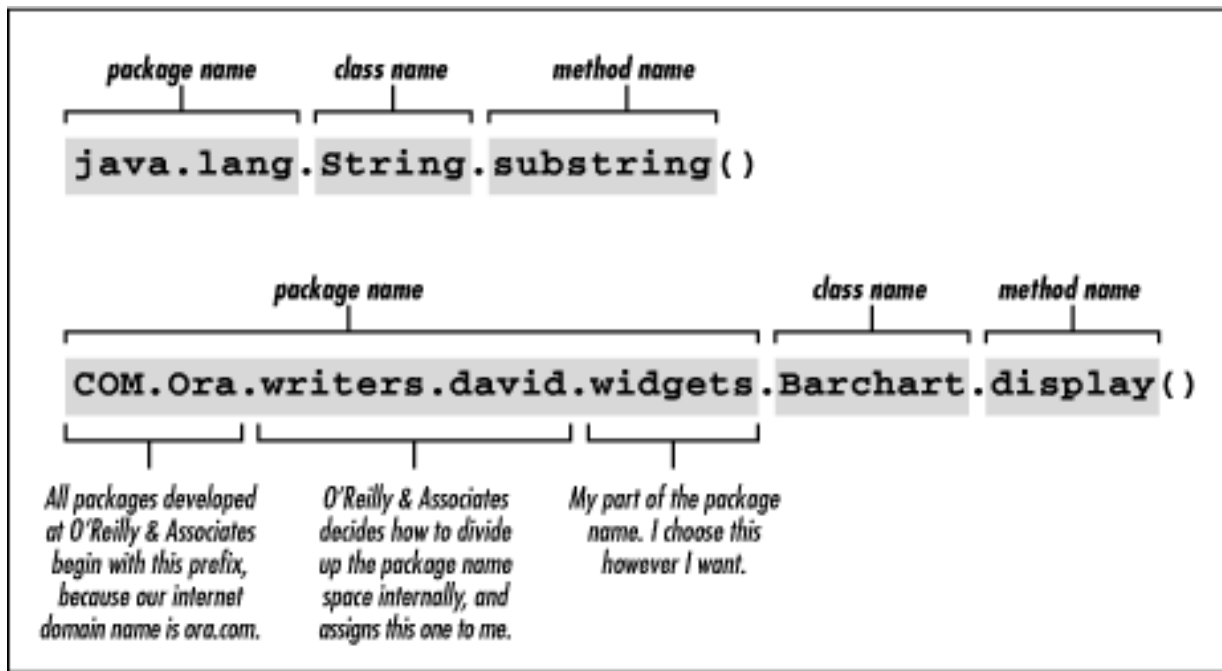 package name class name method name
java.lang.String.substring()
package name class name method name
COM.Ora.writers.david.widgets.Barchart.display()
All packages developed
at O'Reilly & Associates
begin with this prefix,
because our internet
domain name is ora.com.
O'Reilly & Associates
decides how to divide
up the package name
space internally, and
assigns this one to me.
My part of the package
name. I choose this
however I want.